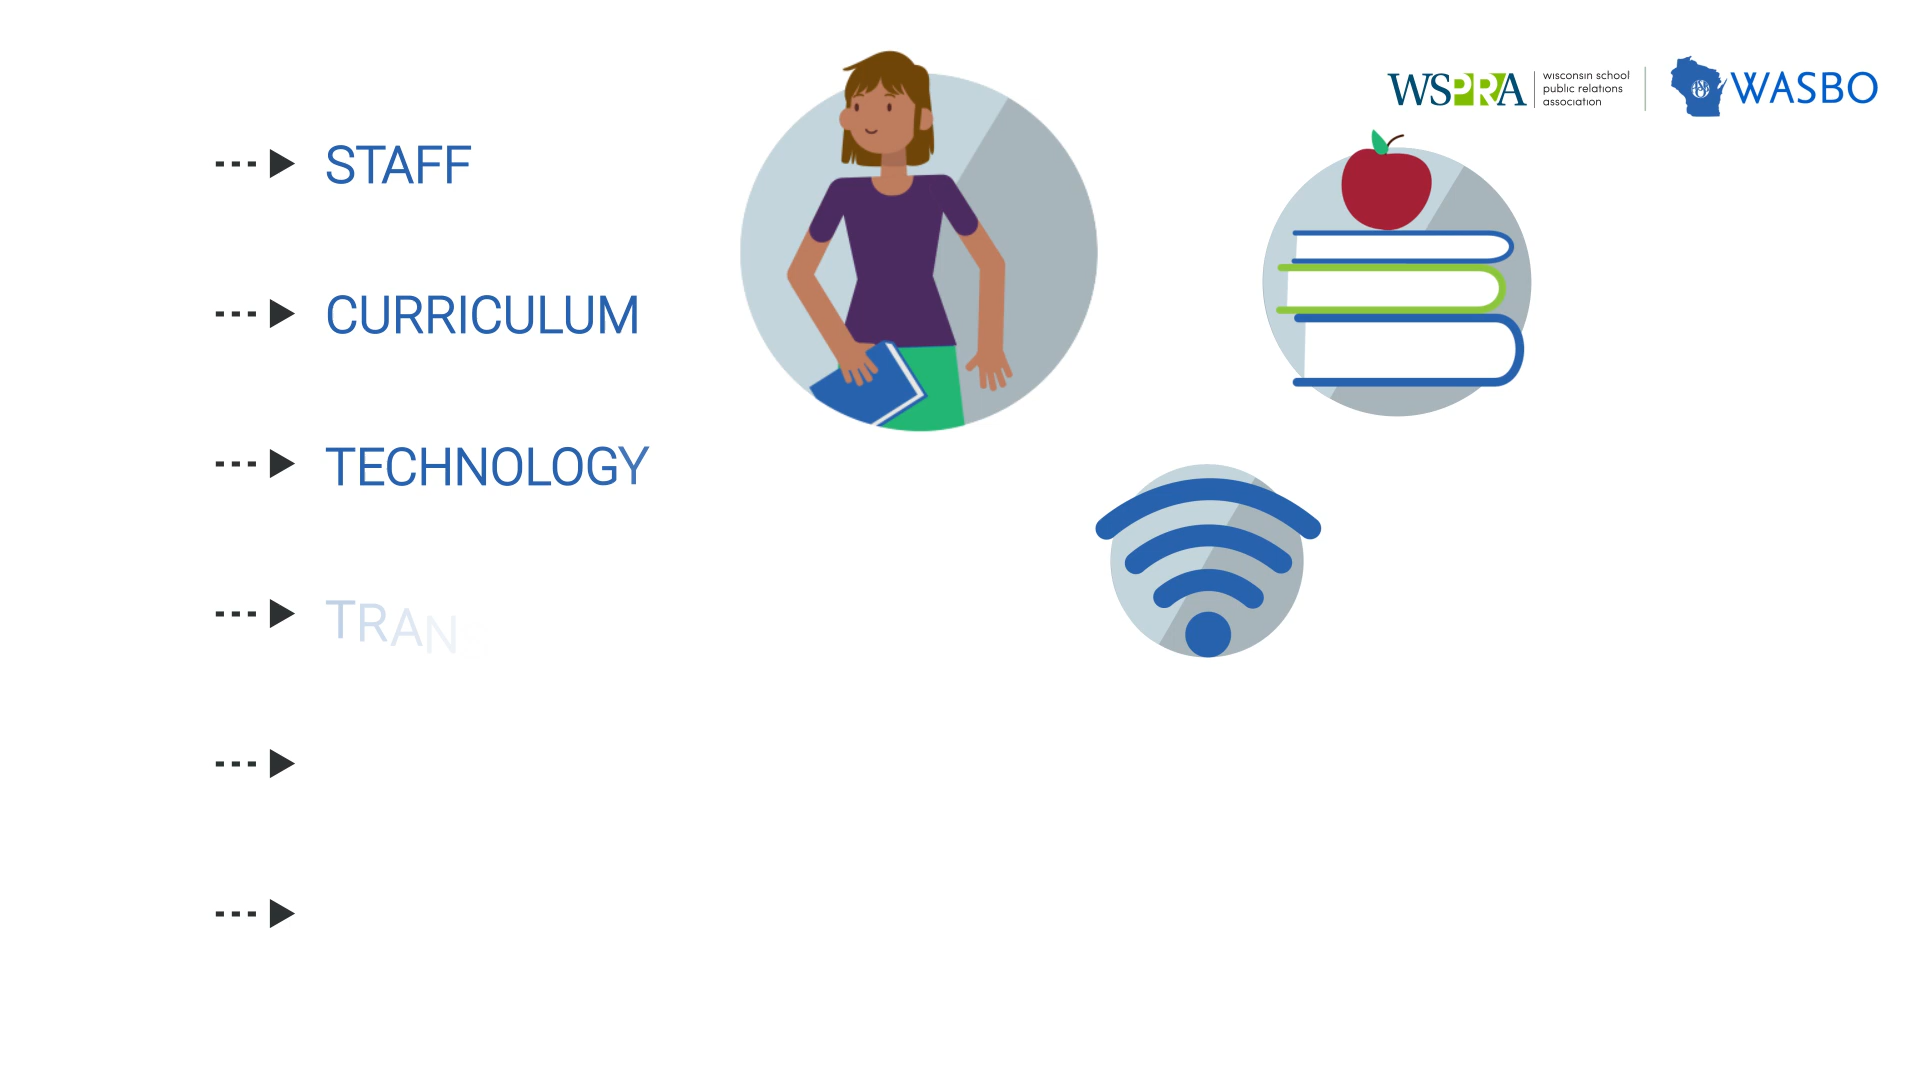 WSPRA
wisconsin school
public relations
association
WASBO
STAFF
CURRICULUM
TECHNOLOGY
TRAN